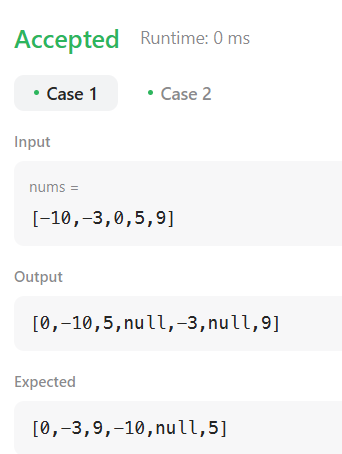 Accepted Runtime: 0 ms
• Case 1 • Case 2
Input
nums =
[-10,-3,0,5,9]
Output
[0,-10,5,null,-3,null,9]
Expected
[0,-3,9,-10,null,5]